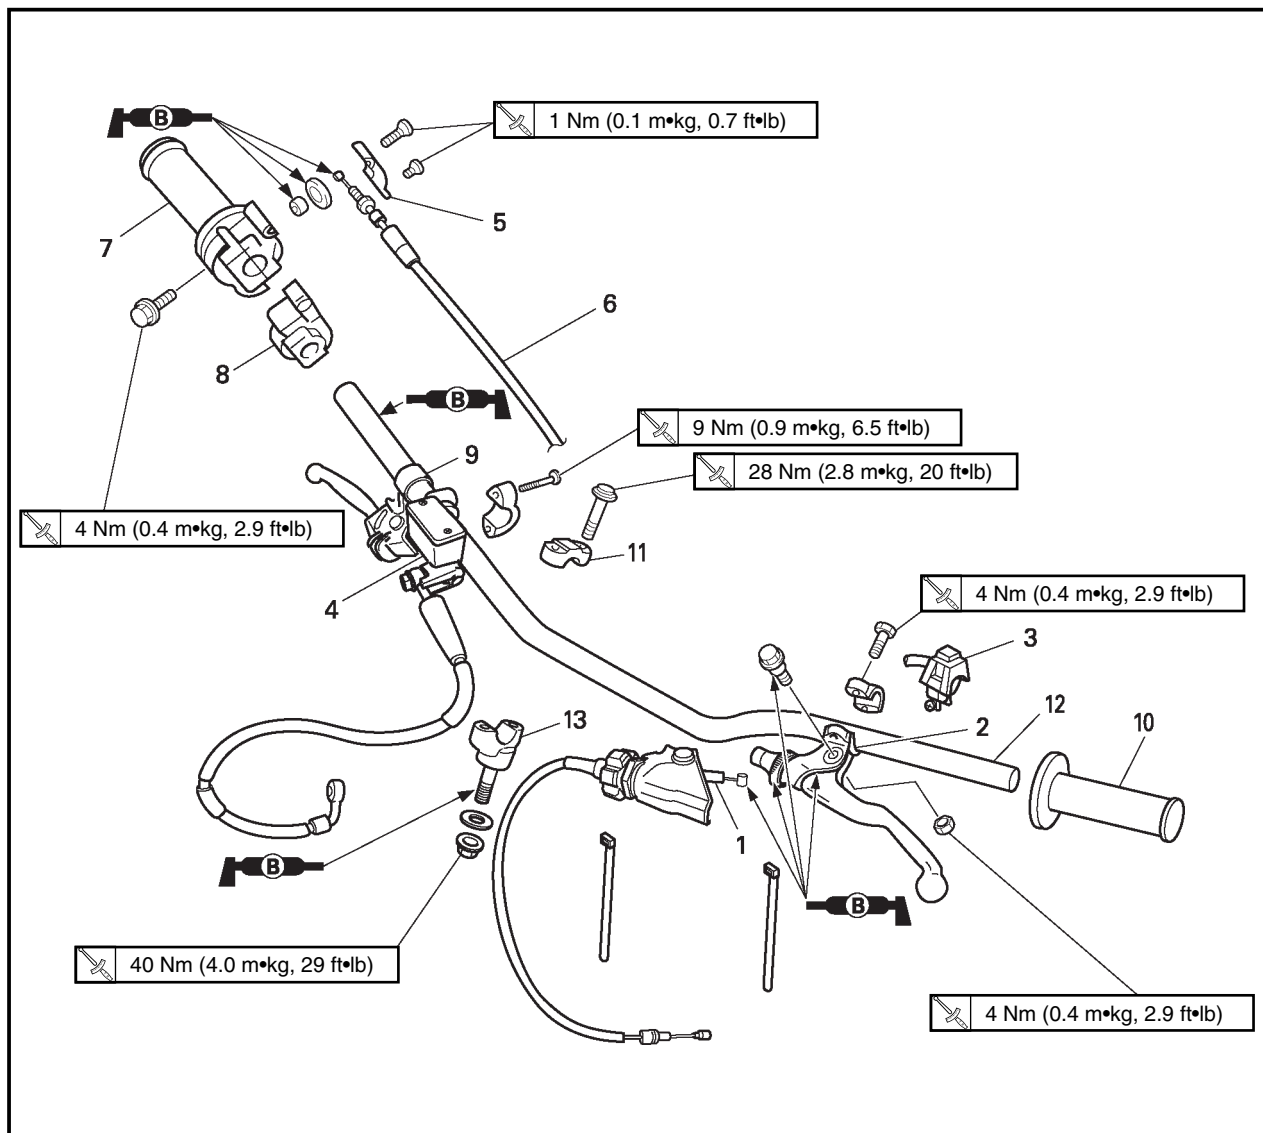 B
1 Nm (0.1 m•kg, 0.7 ft•lb)
5
7
6
8
B
9 Nm (0.9 m•kg, 6.5 ft•lb)
9
28 Nm (2.8 m•kg, 20 ft•lb)
4 Nm (0.4 m•kg, 2.9 ft•lb)
11
4
4 Nm (0.4 m•kg, 2.9 ft•lb)
3
13
2
12
10
1
B
B
40 Nm (4.0 m•kg, 29 ft•lb)
4 Nm (0.4 m•kg, 2.9 ft•lb)